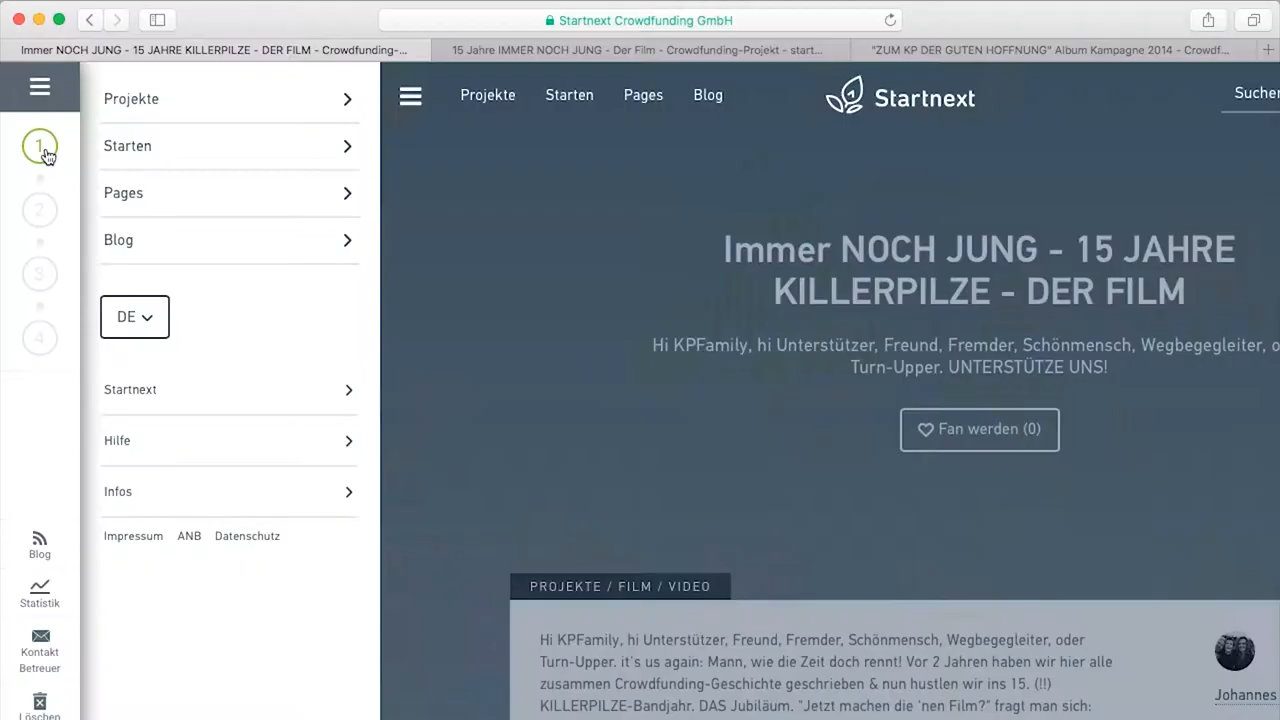 Startnext Crowdfunding GmbH
Immer NOCH JUNG - 15 JAHRE KILLERPILZE - DER FILM - Crowdfunding-...
15 Jahre IMMER NOCH JUNG - Der Film - Crowdfunding-Projekt - start...
"ZUM KP DER GUTEN HOFFNUNG" Album Kampagne 2014 - Crowdf...
1
2
3
4
Blog
Statistik
Kontakt
Betreuer
Löschen
Projekte
Starten
Pages
Blog
DE
Startnext
Hilfe
Infos
Impressum ANB Datenschutz
Projekte Starten Pages Blog
Startnext
Suchen
Immer NOCH JUNG - 15 JAHRE
KILLERPILZE - DER FILM
Hi KPFamily, hi Unterstützer, Freund, Fremder, Schönmensch, Wegbegegleiter, o
Turn-Upper. UNTERSTÜTZE UNS!
Fan werden (0)
PROJEKTE / FILM / VIDEO
Hi KPFamily, hi Unterstützer, Freund, Fremder, Schönmensch, Wegbegegleiter, oder
Turn-Upper. it's us again: Mann, wie die Zeit doch rennt! Vor 2 Jahren haben wir hier alle
zusammen Crowdfunding-Geschichte geschrieben & nun hustlen wir ins 15. (!!)
KILLERPILZE-Bandjahr. DAS Jubiläum. "Jetzt machen die 'nen Film?" fragt man sich:
Johannes